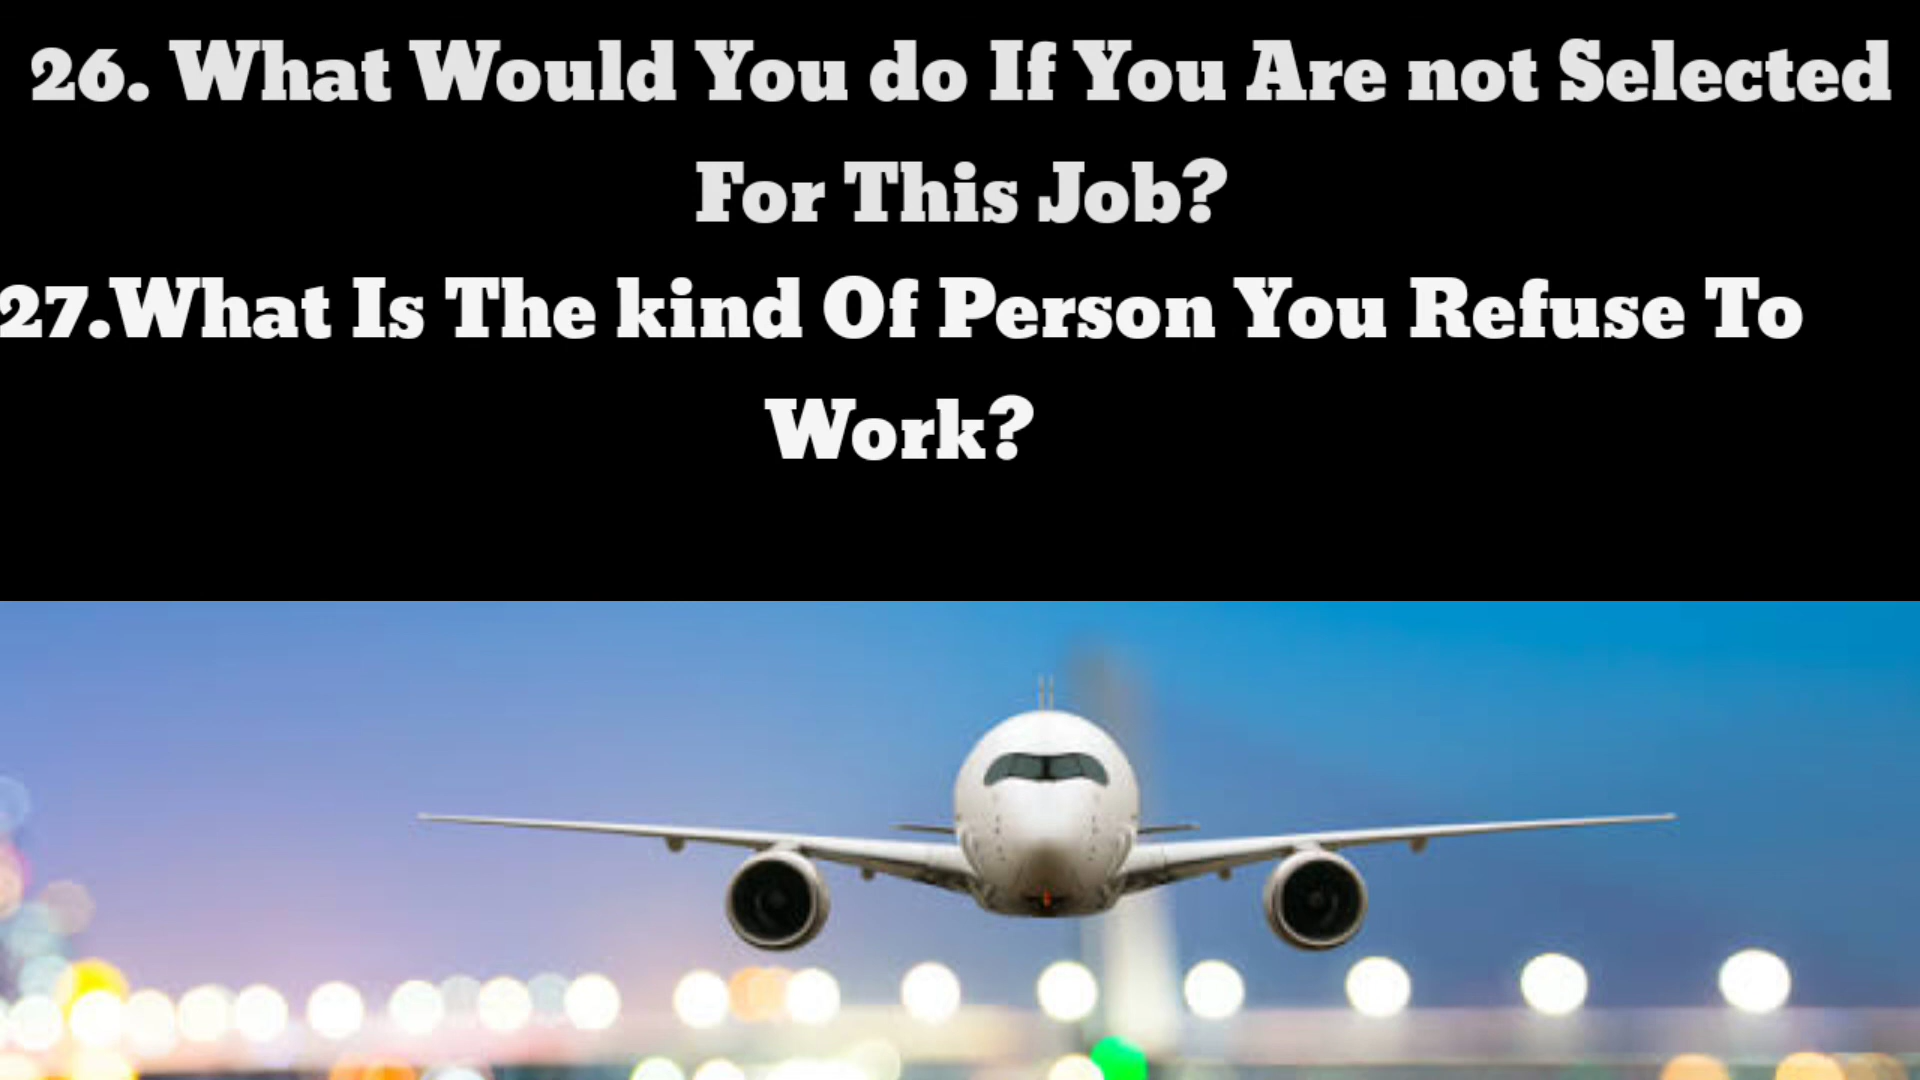 26. What Would You do If You Are not Selected
For This Job?
27.What Is The kind Of Person You Refuse To
Work?